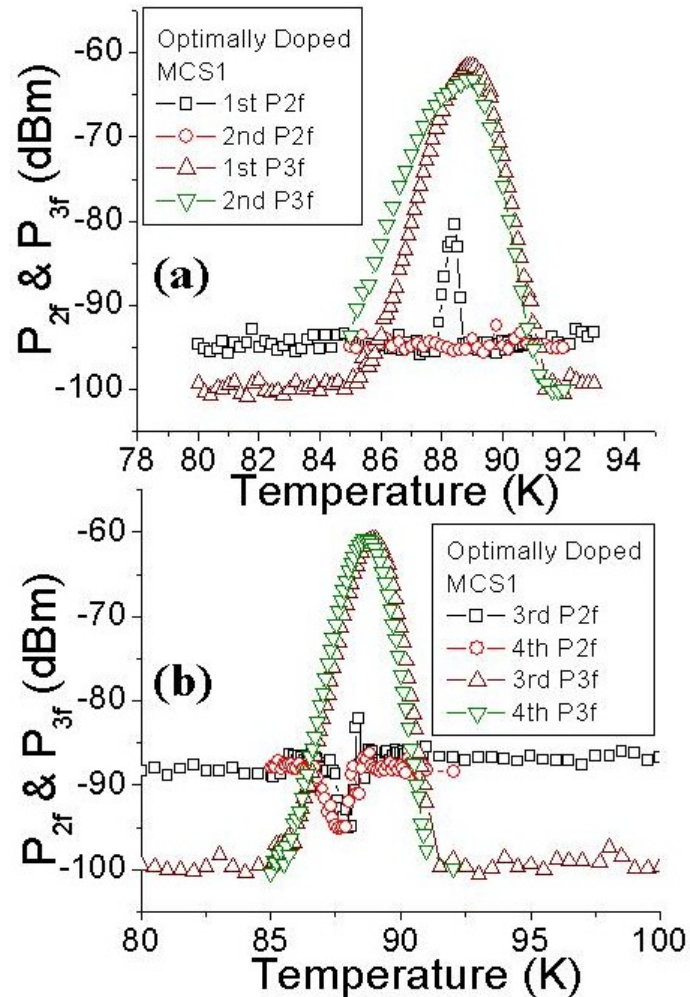 Optimally Doped
MCS1
1st P2f
2nd P2f
1st P3f
2nd P3f
P2f & P3f (dBm)
-60
-70
-80
-90
-100
(a)
78 80 82 84 86 88 90 92 94
Temperature (K)
Optimally Doped
MCS1
3rd P2f
4th P2f
3rd P3f
4th P3f
P2f & P3f (dBm)
-60
-70
-80
-90
-100
(b)
80 85 90 95 100
Temperature (K)